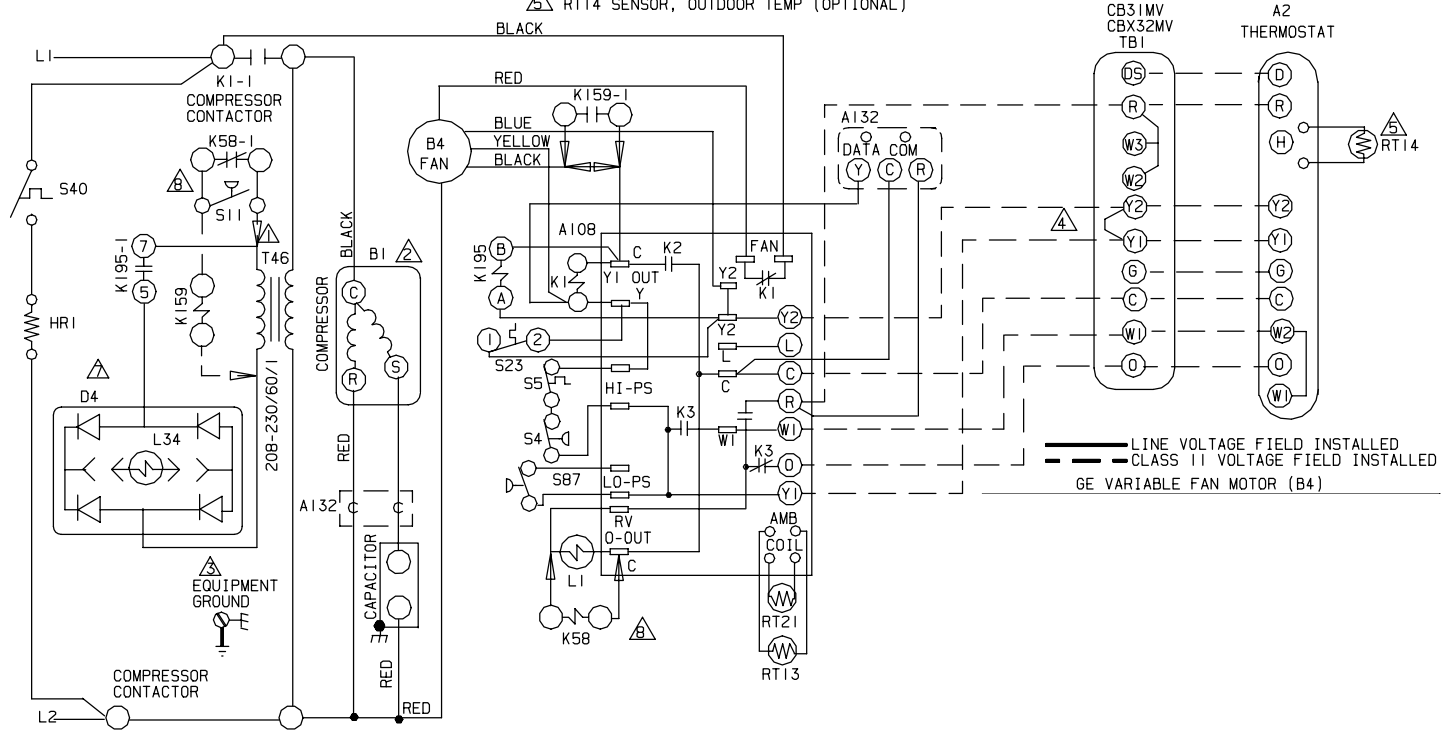 5 RT14 SENSOR, OUTDOOR TEMP (OPTIONAL)
CB31MV
CBX32MV
TB1
A2
THERMOSTAT
BLACK
L1
K1-1
COMPRESSOR
CONTACTOR
K58-1
8
S11
S40
1
T46
7
K195-1
5
K159
HR1
208-230/60/1
7
D4
L34
3
EQUIPMENT
GROUND
COMPRESSOR
CONTACTOR
L2
BLACK
B1
2
COMPRESSOR
C
R
S
RED
A132
C
C
CAPACITOR
RED
RED
RED
B4
FAN
BLUE
YELLOW
BLACK
K159-1
A108
K195
B
A
K1
C
Y1 OUT
Y
K2
1
2
S23
S5
HI-PS
S4
S87
LO-PS
RV
O-OUT
C
L1
K58
8
A132
DATA COM
Y
C
R
FAN
K1
Y2
Y2
Y2
L
L
C
C
R
K3
W1
W1
K3
O
Y1
AMB
COIL
RT21
RT13
DS
R
W3
W2
Y2
Y1
G
C
W1
O
4
D
R
H
Y2
Y1
G
C
W2
O
W1
5
RT14
LINE VOLTAGE FIELD INSTALLED
CLASS II VOLTAGE FIELD INSTALLED
GE VARIABLE FAN MOTOR (B4)